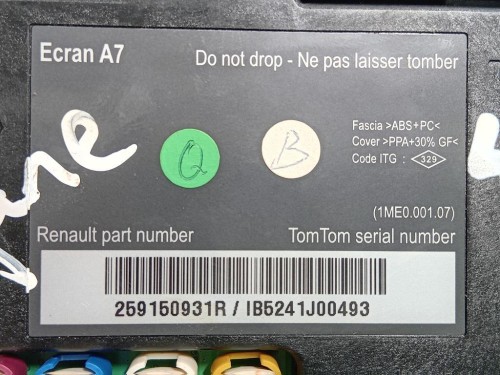 Ecran A7
Do not drop - Ne pas laisser tomber
Q
B
Fascia >ABS+PC<
Cover >PPA+30% GF<
Code ITG : 329
(1ME0.001.07)
Renault part number
TomTom serial number
259150931R / IB5241J00493